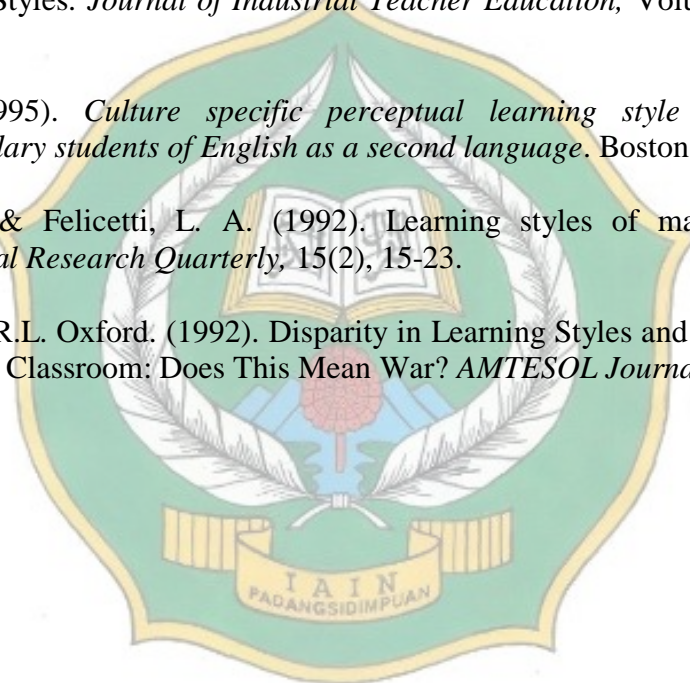 Styles. Journal of Industrial Teacher Education, Volu
995). Culture specific perceptual learning style
dary students of English as a second language. Boston
& Felicetti, L. A. (1992). Learning styles of ma
al Research Quarterly, 15(2), 15-23.
R.L. Oxford. (1992). Disparity in Learning Styles and
Classroom: Does This Mean War? AMTESOL Journa
IAIN
PADANGSIDIMPUAN